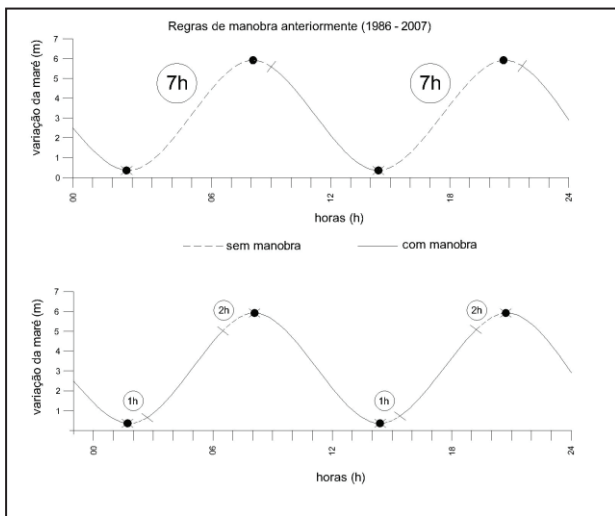 Regras de manobra anteriormente (1986 - 2007)
variação da maré (m)
7
6
5
4
3
2
1
0
7h
7h
00
06
12
18
24
horas (h)
sem manobra
com manobra
variação da maré (m)
7
6
5
4
3
2
1
2h
2h
1h
1h
00
06
12
18
24
horas (h)